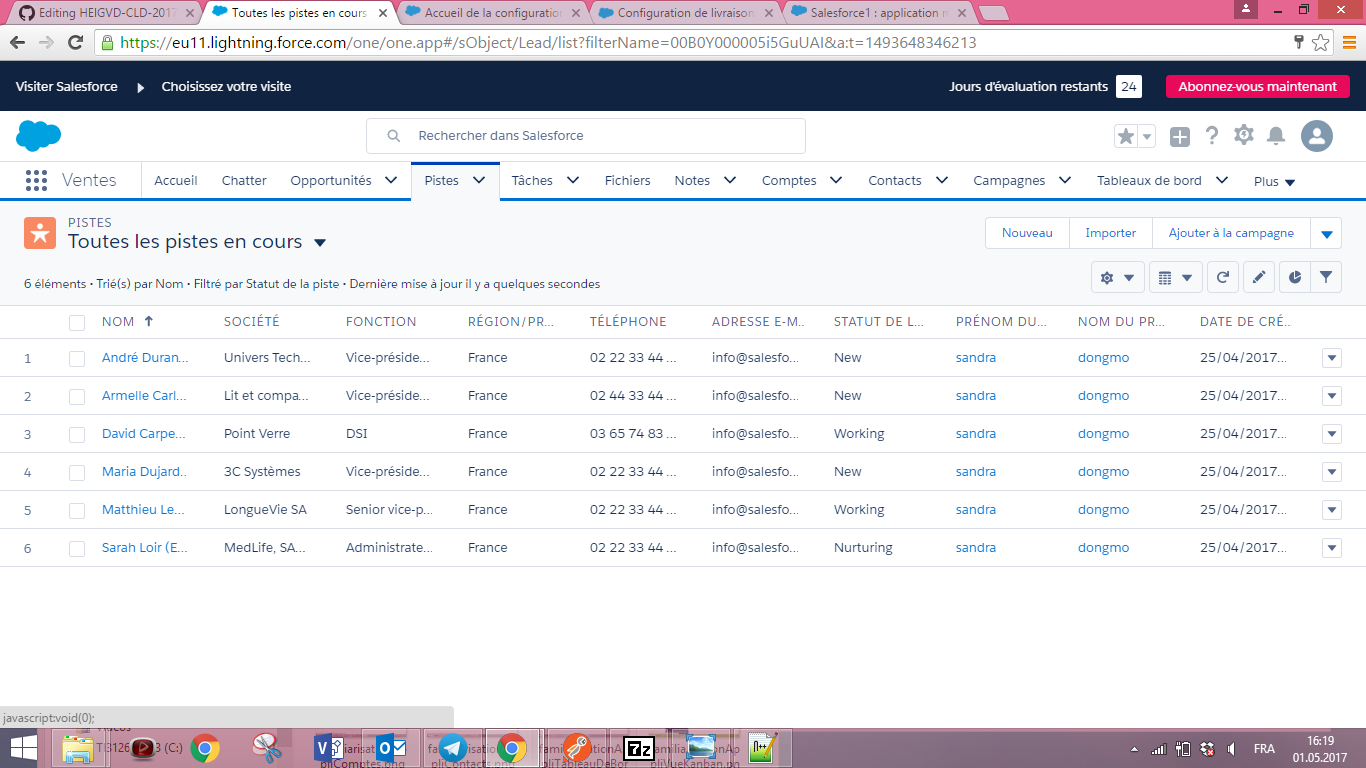 Editing HEIGVD-CLD-2017
Toutes les pistes en cours
Accueil de la configuration
Configuration de livraison
Salesforce1 : application m
https://eu11.lightning.force.com/one/one.app#/sObject/Lead/list?filterName=00B0Y000005i5GuUAI&a:t=1493648346213
Visiter Salesforce Choisissez votre visite Jours d'évaluation restants 24 Abonnez-vous maintenant
Rechercher dans Salesforce
Ventes Accueil Chatter Opportunités Pistes Tâches Fichiers Notes Comptes Contacts Campagnes Tableaux de bord Plus
PISTES
Toutes les pistes en cours
Nouveau Importer Ajouter à la campagne
6 éléments • Trié(s) par Nom • Filtré par Statut de la piste • Dernière mise à jour il y a quelques secondes
NOM SOCIÉTÉ FONCTION RÉGION/PR... TÉLÉPHONE ADRESSE E-M... STATUT DE L... PRÉNOM DU... NOM DU PR... DATE DE CRÉ...
1 André Duran... Univers Tech... Vice-préside... France 02 22 33 44 ... info@salesfo... New sandra dongmo 25/04/2017...
2 Armelle Carl... Lit et compa... Vice-préside... France 02 44 33 44 ... info@salesfo... New sandra dongmo 25/04/2017...
3 David Carpe... Point Verre DSI France 03 65 74 83 ... info@salesfo... Working sandra dongmo 25/04/2017...
4 Maria Dujard... 3C Systèmes Vice-préside... France 02 22 33 44 ... info@salesfo... New sandra dongmo 25/04/2017...
5 Matthieu Le... LongueVie SA Senior vice-p... France 02 22 33 44 ... info@salesfo... Working sandra dongmo 25/04/2017...
6 Sarah Loir (E... MedLife, SA... Administrate... France 02 22 33 44 ... info@salesfo... Nurturing sandra dongmo 25/04/2017...
javascript:void(0);
FRA
16:19
01.05.2017